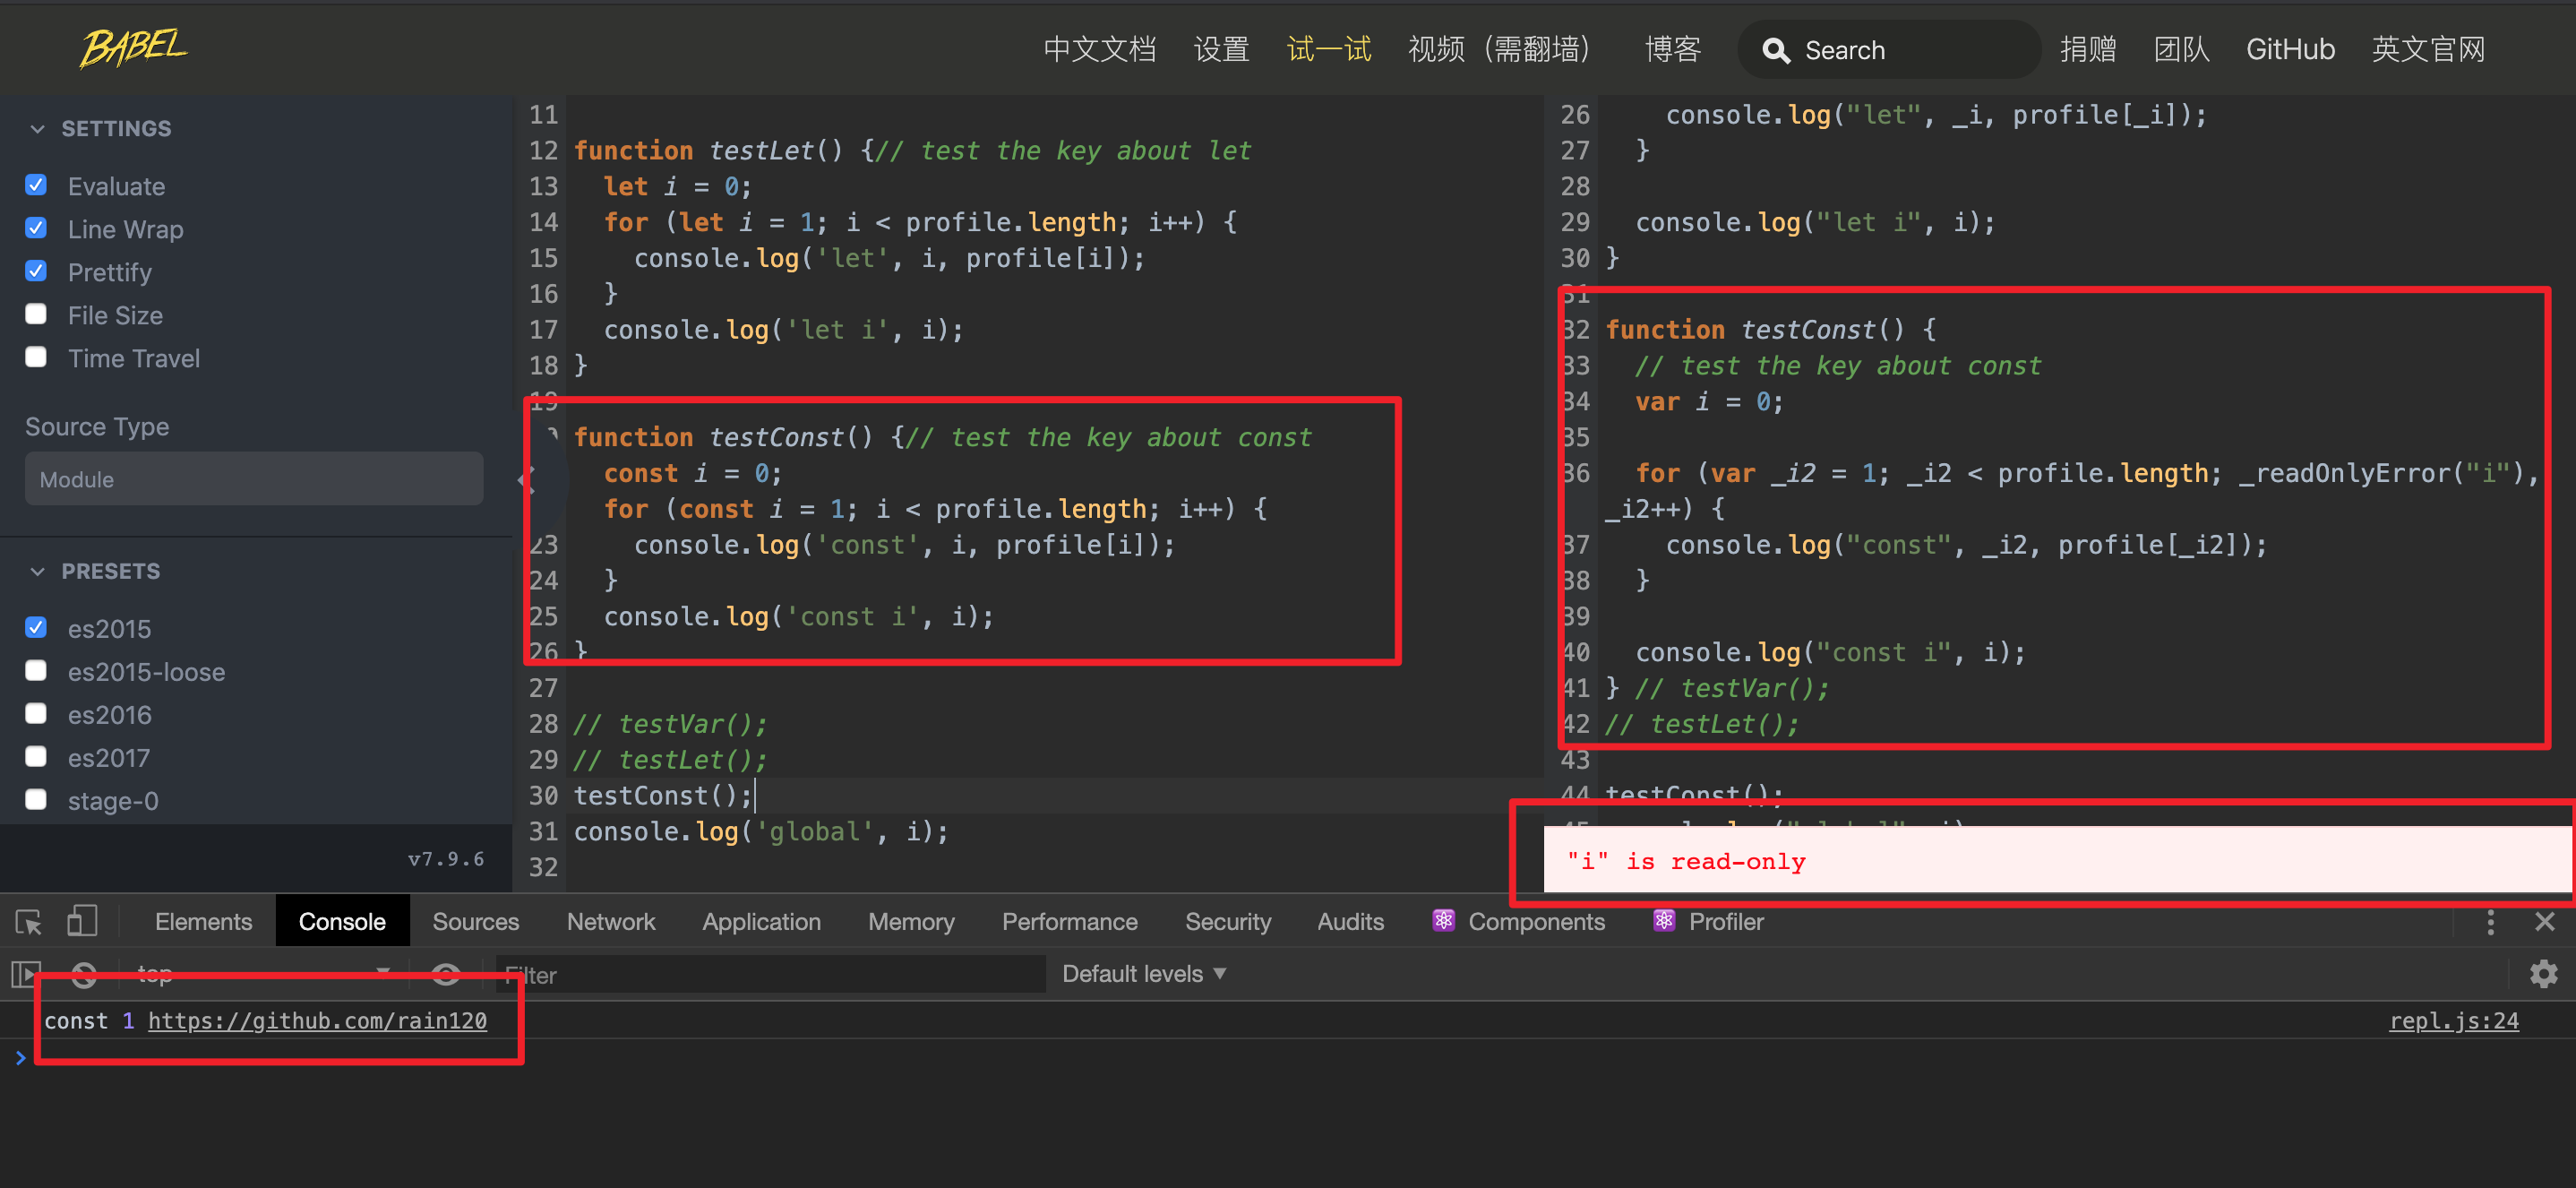 BABEL
中文文档 设置 试一试 视频（需翻墙） 博客 Search 捐赠 团队 GitHub 英文官网
SETTINGS
Evaluate
Line Wrap
Prettify
File Size
Time Travel
Source Type
Module
PRESETS
es2015
es2015-loose
es2016
es2017
stage-0
v7.9.6
11
12 function testLet() {// test the key about let
13 let i = 0;
14 for (let i = 1; i < profile.length; i++) {
15 console.log('let', i, profile[i]);
16 }
17 console.log('let i', i);
18 }
19
function testConst() {// test the key about const
const i = 0;
for (const i = 1; i < profile.length; i++) {
23 console.log('const', i, profile[i]);
24 }
25 console.log('const i', i);
26 }
27
28 // testVar();
29 // testLet();
30 testConst();
31 console.log('global', i);
32
26 console.log("let", _i, profile[_i]);
27 }
28
29 console.log("let i", i);
30 }
31
32 function testConst() {
33 // test the key about const
34 var i = 0;
35
36 for (var _i2 = 1; _i2 < profile.length; _readOnlyError("i"),
_i2++) {
37 console.log("const", _i2, profile[_i2]);
38 }
39
40 console.log("const i", i);
41 } // testVar();
42 // testLet();
43
44 testConst();
"i" is read-only
Elements Console Sources Network Application Memory Performance Security Audits Components Profiler
top Filter Default levels
const 1 https://github.com/rain120 repl.js:24